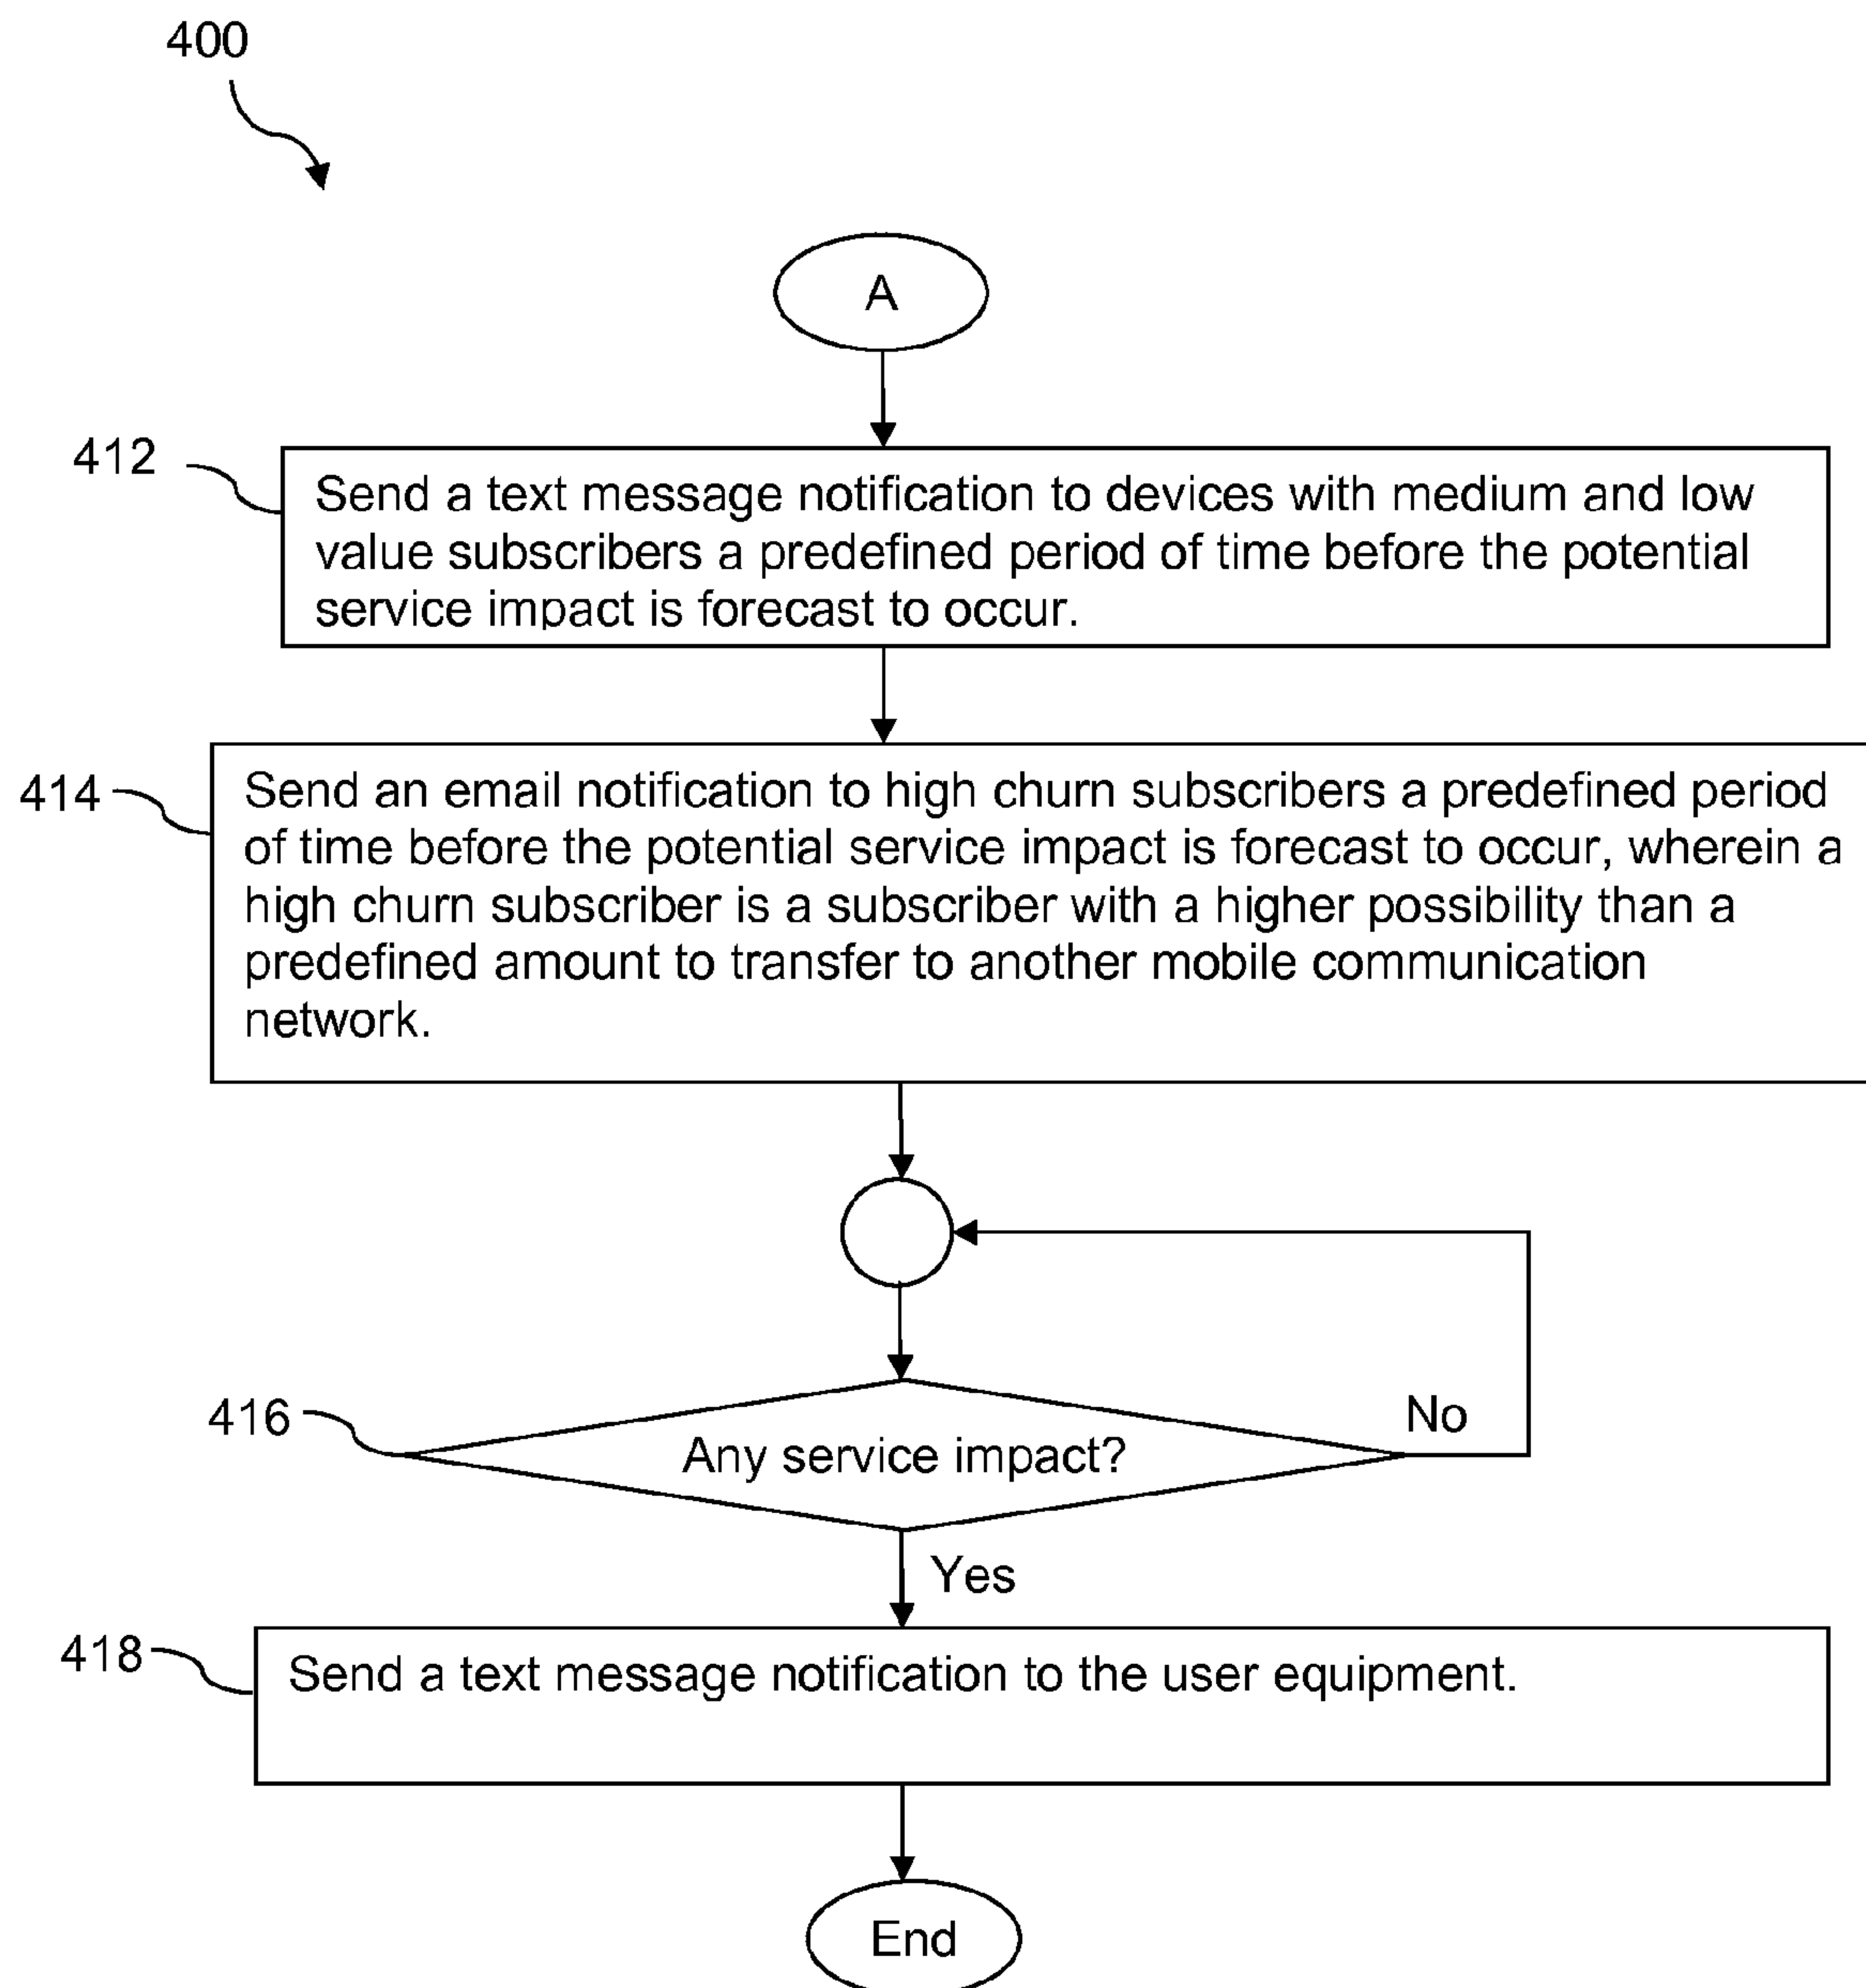 400
A
412
Send a text message notification to devices with medium and low
value subscribers a predefined period of time before the potential
service impact is forecast to occur.
414
Send an email notification to high churn subscribers a predefined period
of time before the potential service impact is forecast to occur, wherein a
high churn subscriber is a subscriber with a higher possibility than a
predefined amount to transfer to another mobile communication
network.
416
Any service impact?
No
Yes
418
Send a text message notification to the user equipment.
End